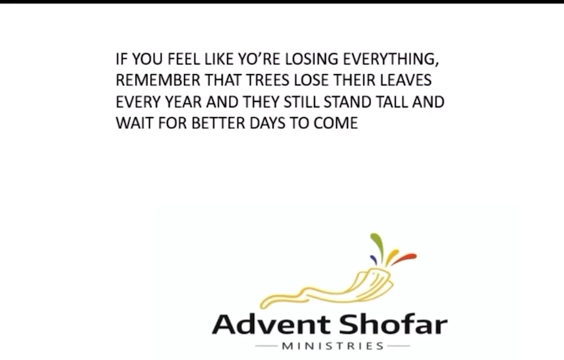 IF YOU FEEL LIKE YO’RE LOSING EVERYTHING,
REMEMBER THAT TREES LOSE THEIR LEAVES
EVERY YEAR AND THEY STILL STAND TALL AND
WAIT FOR BETTER DAYS TO COME
Advent Shofar
MINISTRIES